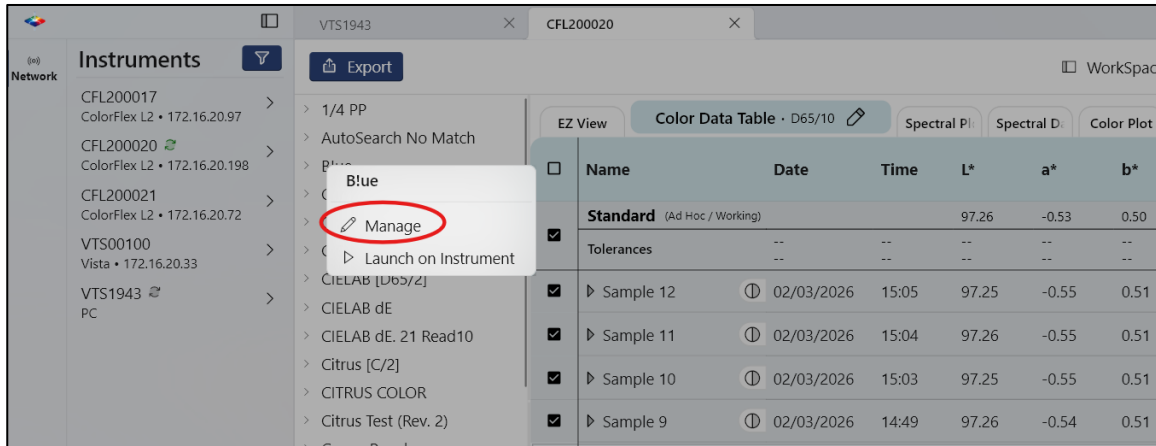 VTS1943
CFL200020
Network
Instruments
Export
WorkSpac
CFL200017
ColorFlex L2 • 172.16.20.97
CFL200020
ColorFlex L2 • 172.16.20.198
CFL200021
ColorFlex L2 • 172.16.20.72
VTS00100
Vista • 172.16.20.33
VTS1943
PC
1/4 PP
AutoSearch No Match
B!ue
Manage
Launch on Instrument
CIELAB [D65/2]
CIELAB dE
CIELAB dE. 21 Read10
Citrus [C/2]
CITRUS COLOR
Citrus Test (Rev. 2)
EZ View
Color Data Table • D65/10
Spectral Pl
Spectral Da
Color Plot
Name Date Time L* a* b*
Standard (Ad Hoc / Working) 97.26 -0.53 0.50
Tolerances -- -- -- -- --
-- -- -- -- --
Sample 12 02/03/2026 15:05 97.25 -0.55 0.51
Sample 11 02/03/2026 15:04 97.26 -0.55 0.51
Sample 10 02/03/2026 15:03 97.25 -0.55 0.51
Sample 9 02/03/2026 14:49 97.26 -0.54 0.51